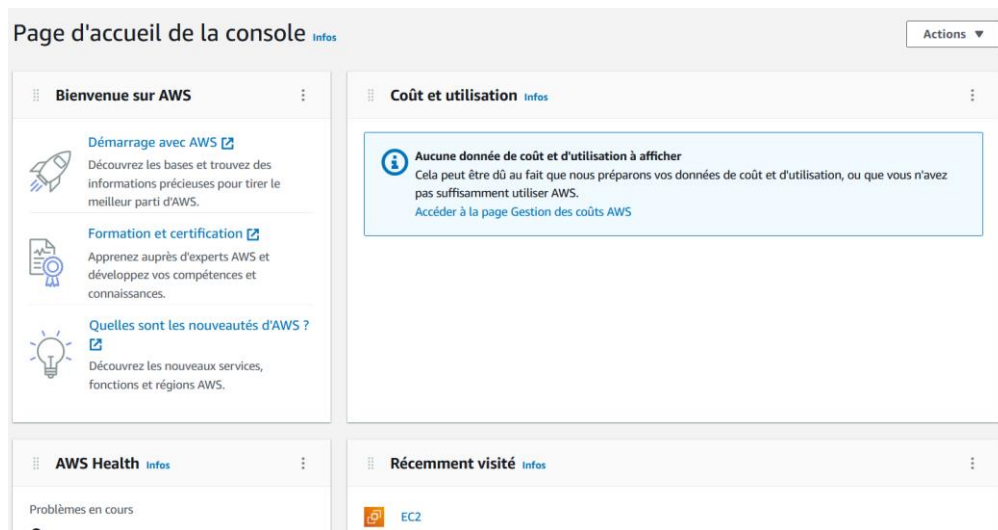 Page d'accueil de la console Infos
Actions
Bienvenue sur AWS
Démarrage avec AWS
Découvrez les bases et trouvez des
informations précieuses pour tirer le
meilleur parti d'AWS.
Formation et certification
Apprenez auprès d'experts AWS et
développez vos compétences et
connaissances.
Quelles sont les nouveautés d'AWS ?
Découvrez les nouveaux services,
fonctions et régions AWS.
Coût et utilisation Infos
Aucune donnée de coût et d'utilisation à afficher
Cela peut être dû au fait que nous préparons vos données de coût et d'utilisation, ou que vous n'avez
pas suffisamment utiliser AWS.
Accéder à la page Gestion des coûts AWS
AWS Health Infos
Problèmes en cours
Récemment visité Infos
EC2